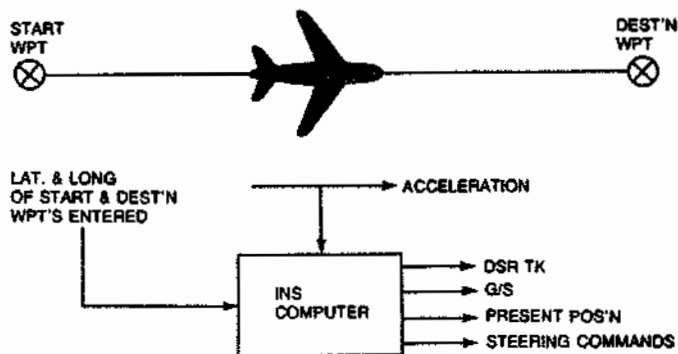 START
WPT
DEST'N
WPT
LAT. & LONG
OF START & DEST'N
WPT'S ENTERED
ACCELERATION
INS
COMPUTER
DSR TK
G/S
PRESENT POS'N
STEERING COMMANDS